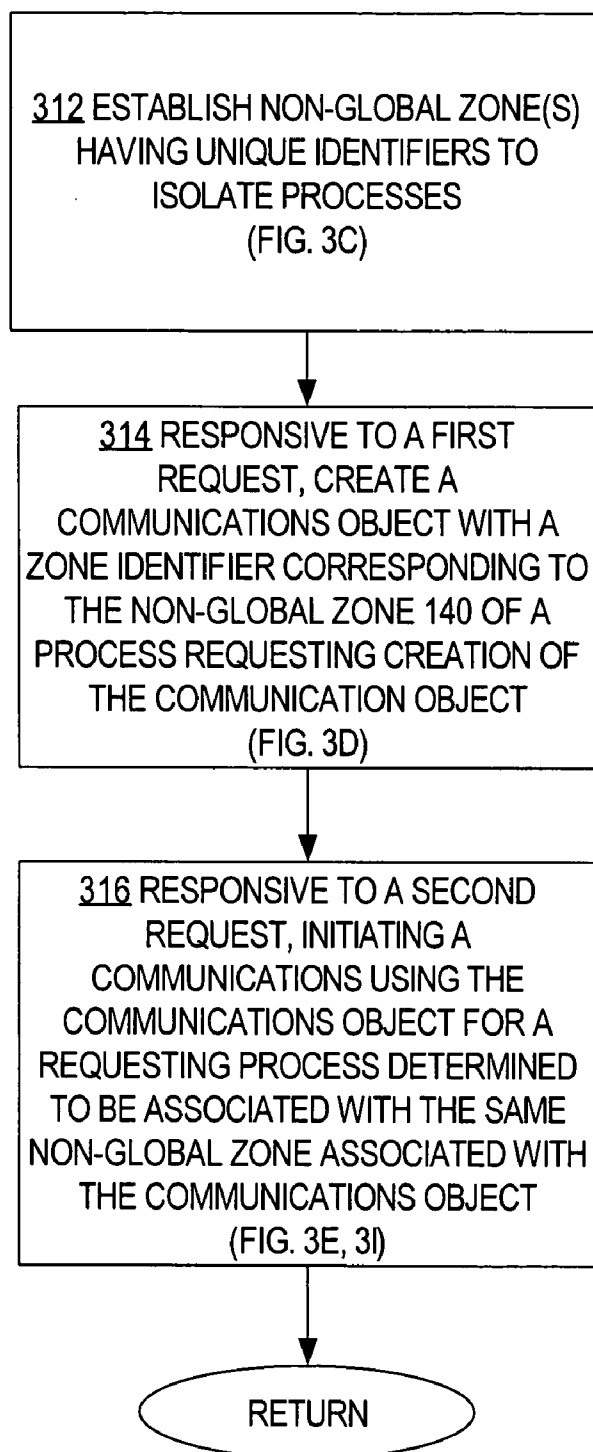 312 ESTABLISH NON-GLOBAL ZONE(S)
HAVING UNIQUE IDENTIFIERS TO
ISOLATE PROCESSES
(FIG. 3C)
314 RESPONSIVE TO A FIRST
REQUEST, CREATE A
COMMUNICATIONS OBJECT WITH A
ZONE IDENTIFIER CORRESPONDING TO
THE NON-GLOBAL ZONE 140 OF A
PROCESS REQUESTING CREATION OF
THE COMMUNICATION OBJECT
(FIG. 3D)
316 RESPONSIVE TO A SECOND
REQUEST, INITIATING A
COMMUNICATIONS USING THE
COMMUNICATIONS OBJECT FOR A
REQUESTING PROCESS DETERMINED
TO BE ASSOCIATED WITH THE SAME
NON-GLOBAL ZONE ASSOCIATED WITH
THE COMMUNICATIONS OBJECT
(FIG. 3E, 3I)
RETURN